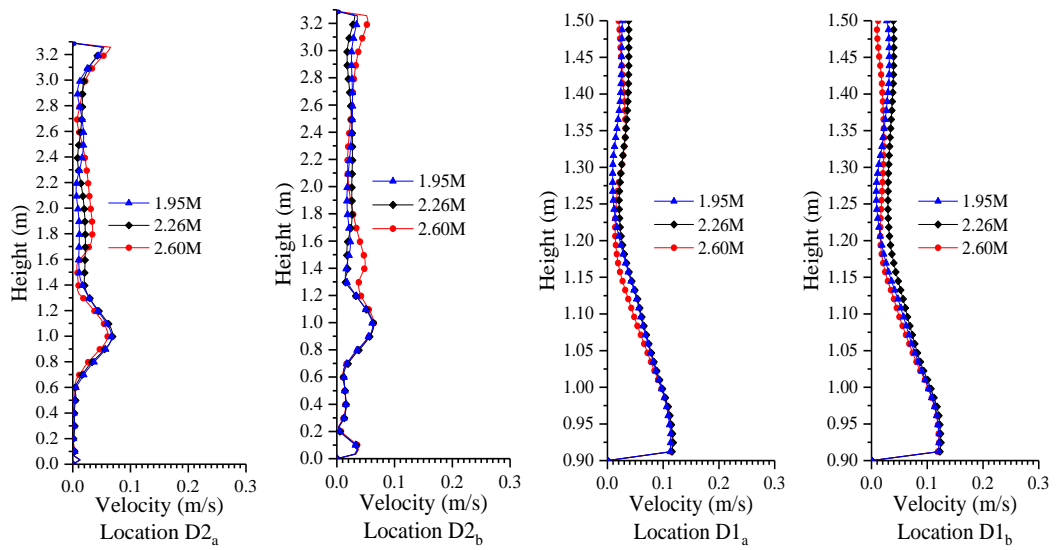 Height (m)
3.2
3.0
2.8
2.6
2.4
2.2
2.0
1.8
1.6
1.4
1.2
1.0
0.8
0.6
0.4
0.2
0.0
0.0 0.1 0.2 0.3
1.95M
2.26M
2.60M
Velocity (m/s)
Location D2a
Height (m)
3.2
3.0
2.8
2.6
2.4
2.2
2.0
1.8
1.6
1.4
1.2
1.0
0.8
0.6
0.4
0.2
0.0
0.0 0.1 0.2 0.3
1.95M
2.26M
2.60M
Velocity (m/s)
Location D2b
Height (m)
1.50
1.45
1.40
1.35
1.30
1.25
1.20
1.15
1.10
1.05
1.00
0.95
0.90
0.0 0.1 0.2 0.3
1.95M
2.26M
2.60M
Velocity (m/s)
Location D1a
Height (m)
1.50
1.45
1.40
1.35
1.30
1.25
1.20
1.15
1.10
1.05
1.00
0.95
0.90
0.0 0.1 0.2 0.3
1.95M
2.26M
2.60M
Velocity (m/s)
Location D1b